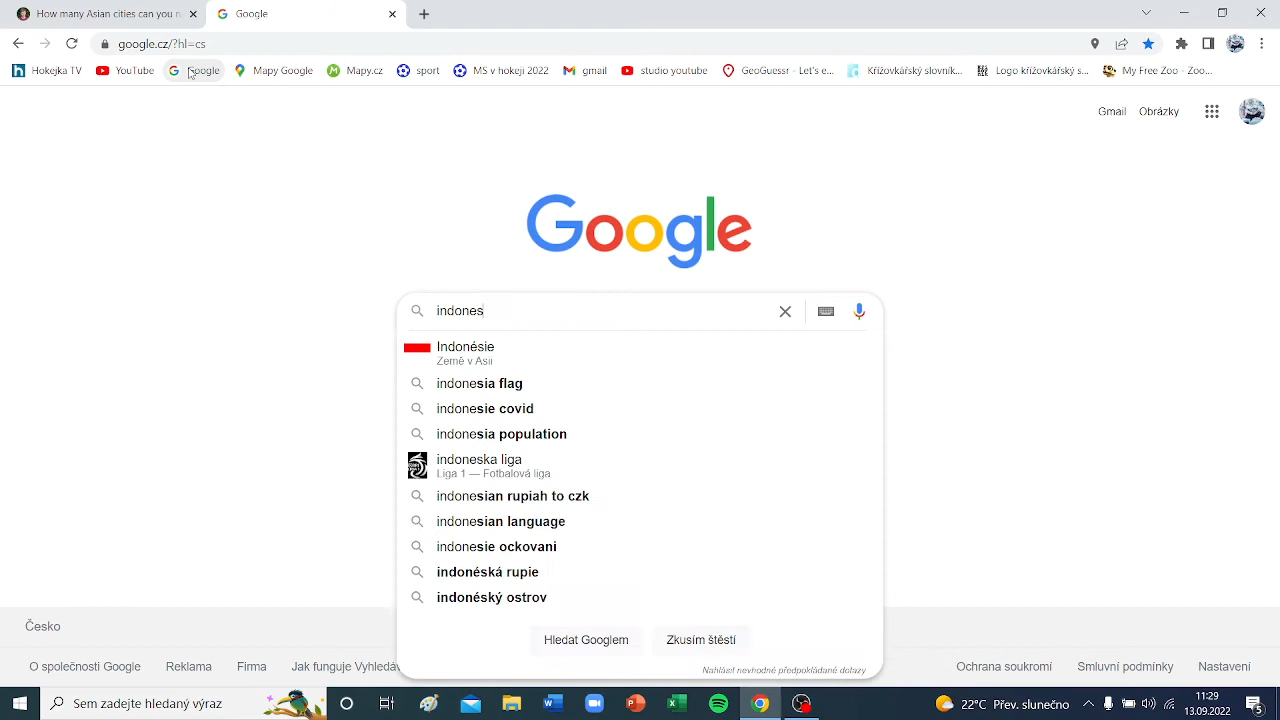 How many Asian cities can you n
Google
google.cz/?hl=cs
Hokejka TV
YouTube
Google
Mapy Google
Mapy.cz
sport
MS v hokeji 2022
gmail
studio youtube
GeoGuessr - Let's e...
Křížovkářský slovník...
Logo křížovkářský s...
My Free Zoo - Zoo...
Gmail
Obrázky
Google
indones
Indonésie
Země v Asii
indonesia flag
indonesie covid
indonesia population
indoneska liga
Liga 1 — Fotbalová liga
indonesian rupiah to czk
indonesian language
indonesie ockovani
indonéská rupie
indonéský ostrov
Hledat Googlem
Zkusím štěstí
Nahlásit nevhodné předpokládané dotazy
Česko
O společnosti Google
Reklama
Firma
Jak funguje Vyhledáv
Ochrana soukromí
Smluvní podmínky
Nastavení
Sem zadejte hledaný výraz
22°C
11:29
13.09.2022